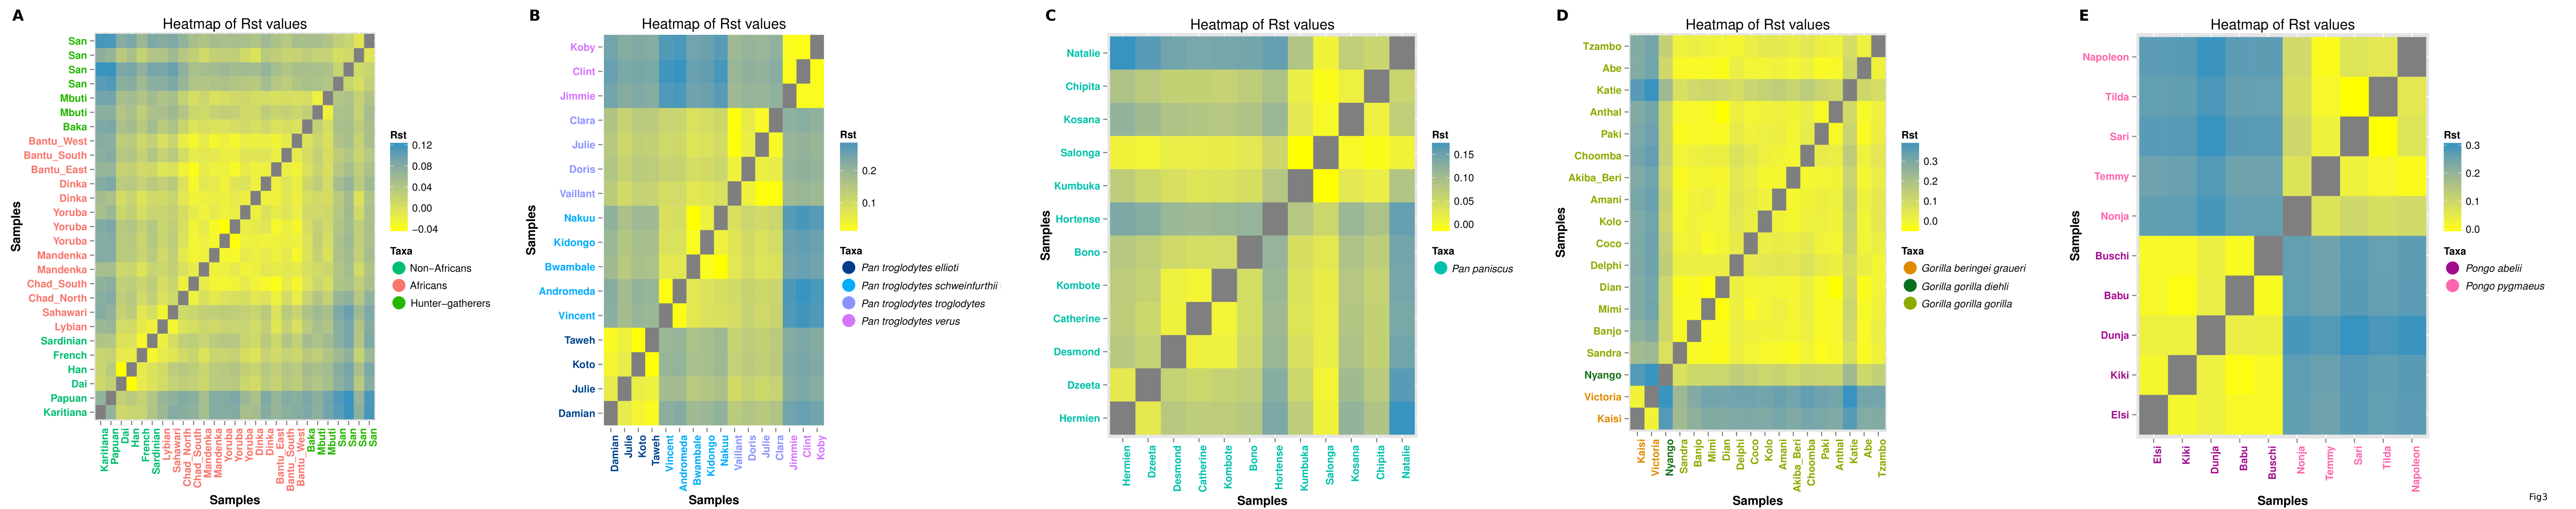 A
Heatmap of Rst values
San
San
San
San
Mbuti
Mbuti
Baka
Bantu_West
Bantu_South
Bantu_East
Dinka
Dinka
Yoruba
Yoruba
Yoruba
Mandenka
Mandenka
Chad_South
Chad_North
Sahawari
Lybian
Sardinian
French
Han
Dai
Papuan
Karitiana
Samples
Karitiana
Papuan
Dai
Han
French
Sardinian
Lybian
Sahawari
Chad_North
Chad_South
Mandenka
Mandenka
Yoruba
Yoruba
Yoruba
Dinka
Dinka
Bantu_East
Bantu_South
Bantu_West
Baka
Mbuti
Mbuti
San
San
San
San
Samples
Rst
0.12
0.08
0.04
0.00
−0.04
Taxa
Non−Africans
Africans
Hunter−gatherers
B
Heatmap of Rst values
Koby
Clint
Jimmie
Clara
Julie
Doris
Vaillant
Nakuu
Kidongo
Bwambale
Andromeda
Vincent
Taweh
Koto
Julie
Damian
Samples
Damian
Julie
Koto
Taweh
Vincent
Andromeda
Bwambale
Kidongo
Nakuu
Vaillant
Doris
Julie
Clara
Jimmie
Clint
Koby
Samples
Rst
0.2
0.1
Taxa
Pan troglodytes ellioti
Pan troglodytes schweinfurthii
Pan troglodytes troglodytes
Pan troglodytes verus
C
Heatmap of Rst values
Natalie
Chipita
Kosana
Salonga
Kumbuka
Hortense
Bono
Kombote
Catherine
Desmond
Dzeeta
Hermien
Samples
Hermien
Dzeeta
Desmond
Catherine
Kombote
Bono
Hortense
Kumbuka
Salonga
Kosana
Chipita
Natalie
Samples
Rst
0.15
0.10
0.05
0.00
Taxa
Pan paniscus
D
Heatmap of Rst values
Tzambo
Abe
Katie
Anthal
Paki
Choomba
Akiba_Beri
Amani
Kolo
Coco
Delphi
Dian
Mimi
Banjo
Sandra
Nyango
Victoria
Kaisi
Samples
Kaisi
Victoria
Nyango
Sandra
Banjo
Mimi
Dian
Delphi
Coco
Kolo
Amani
Akiba_Beri
Choomba
Paki
Anthal
Katie
Abe
Tzambo
Samples
Rst
0.3
0.2
0.1
0.0
Taxa
Gorilla beringei graueri
Gorilla gorilla diehli
Gorilla gorilla gorilla
E
Heatmap of Rst values
Napoleon
Tilda
Sari
Temmy
Nonja
Buschi
Babu
Dunja
Kiki
Elsi
Samples
Elsi
Kiki
Dunja
Babu
Buschi
Nonja
Temmy
Sari
Tilda
Napoleon
Samples
Rst
0.3
0.2
0.1
0.0
Taxa
Pongo abelii
Pongo pygmaeus
Fig3